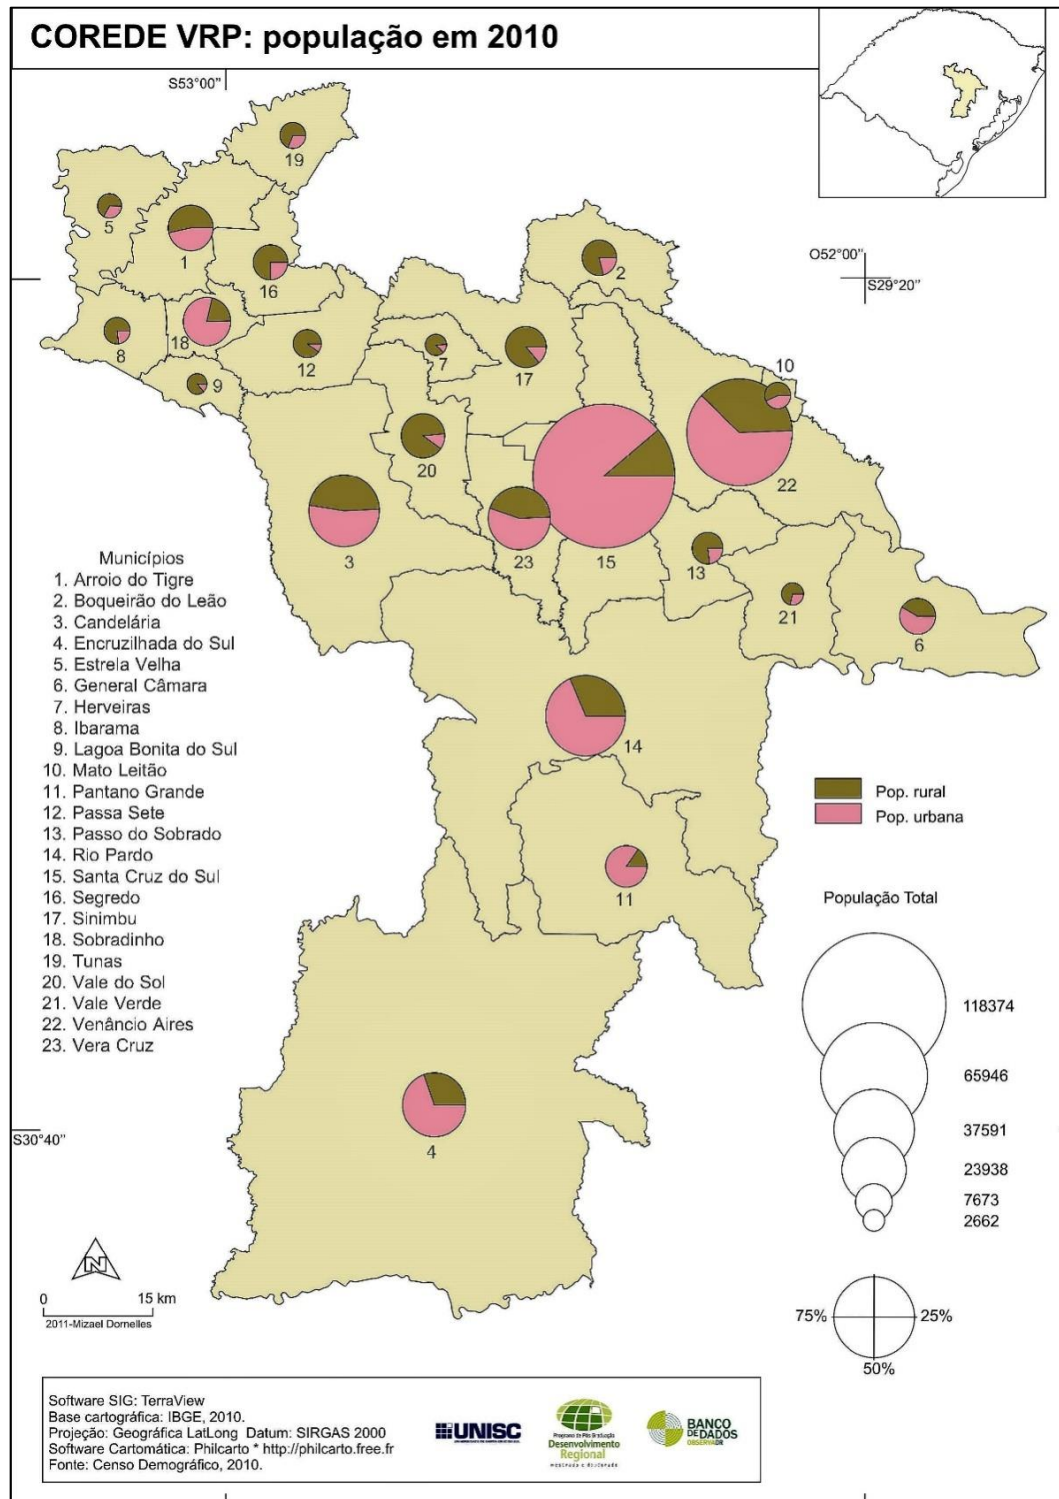 COREDE VRP: população em 2010
S53°00''
O52°00''
S29°20''
19
5
1
2
16
18
8
12
7
17
10
9
20
22
3
23
15
13
21
6
14
11
4
Municípios
1. Arroio do Tigre
2. Boqueirão do Leão
3. Candelária
4. Encruzilhada do Sul
5. Estrela Velha
6. General Câmara
7. Herveiras
8. Ibarama
9. Lagoa Bonita do Sul
10. Mato Leitão
11. Pantano Grande
12. Passa Sete
13. Passo do Sobrado
14. Rio Pardo
15. Santa Cruz do Sul
16. Segredo
17. Sinimbu
18. Sobradinho
19. Tunas
20. Vale do Sol
21. Vale Verde
22. Venâncio Aires
23. Vera Cruz
Pop. rural
Pop. urbana
População Total
118374
65946
37591
23938
7673
2662
75%
25%
50%
S30°40''
N
0 15 km
2011-Mizael Dornelles
Software SIG: TerraView
Base cartográfica: IBGE, 2010.
Projeção: Geográfica LatLong Datum: SIRGAS 2000
Software Cartomática: Philcarto * http://philcarto.free.fr
Fonte: Censo Demográfico, 2010.
UNISC
Programa de Pós-Graduação
Desenvolvimento
Regional
mestrado e doutorado
BANCO
DE DADOS
OBSERVADR